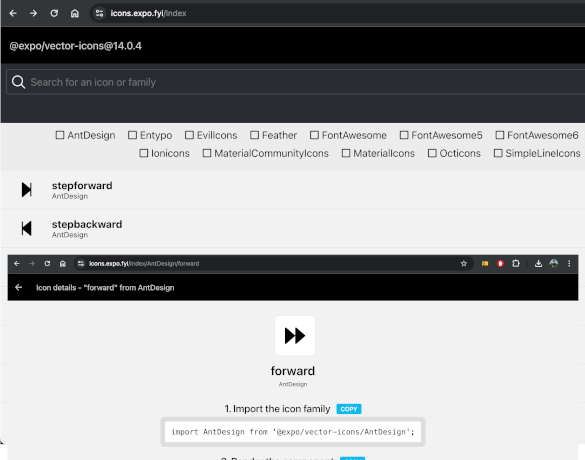 icons.expo.fyi/Index
@expo/vector-icons@14.0.4
Search for an icon or family
AntDesign Entypo EvilIcons Feather FontAwesome FontAwesome5 FontAwesome6
Ionicons MaterialCommunityIcons MaterialIcons Octicons SimpleLineIcons
stepforward
AntDesign
stepbackward
AntDesign
icons.expo.fyi/Index/AntDesign/forward
Icon details - "forward" from AntDesign
forward
AntDesign
1. Import the icon family COPY
import AntDesign from '@expo/vector-icons/AntDesign';